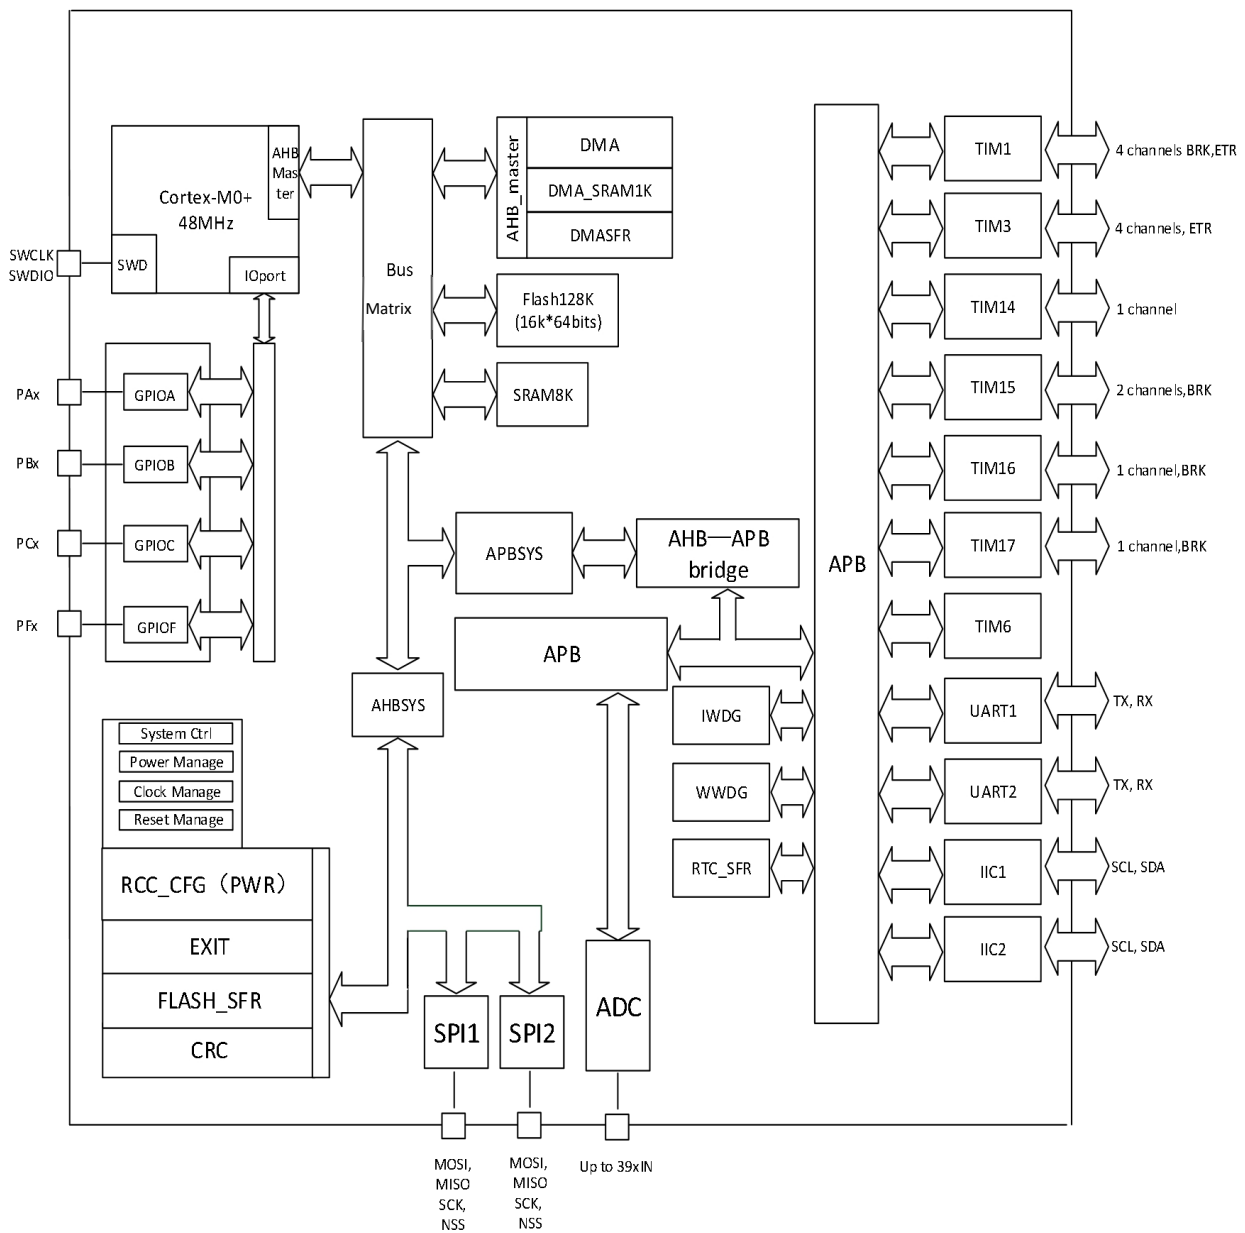 Cortex-M0+
48MHz
AHB
Mas
ter
SWD
IOport
SWCLK
SWDIO
PAx
GPIOA
PBx
GPIOB
PCx
GPIOC
PFx
GPIOF
Bus
Matrix
AHB_master
DMA
DMA_SRAM1K
DMASFR
Flash128K
(16k*64bits)
SRAM8K
APBSYS
AHB—APB
bridge
APB
AHBSYS
IWDG
WWDG
RTC_SFR
System Ctrl
Power Manage
Clock Manage
Reset Manage
RCC_CFG（PWR）
EXIT
FLASH_SFR
CRC
SPI1
SPI2
ADC
MOSI,
MISO
SCK,
NSS
MOSI,
MISO
SCK,
NSS
Up to 39xIN
APB
TIM1
4 channels BRK,ETR
TIM3
4 channels, ETR
TIM14
1 channel
TIM15
2 channels,BRK
TIM16
1 channel,BRK
TIM17
1 channel,BRK
TIM6
UART1
TX, RX
UART2
TX, RX
IIC1
SCL, SDA
IIC2
SCL, SDA